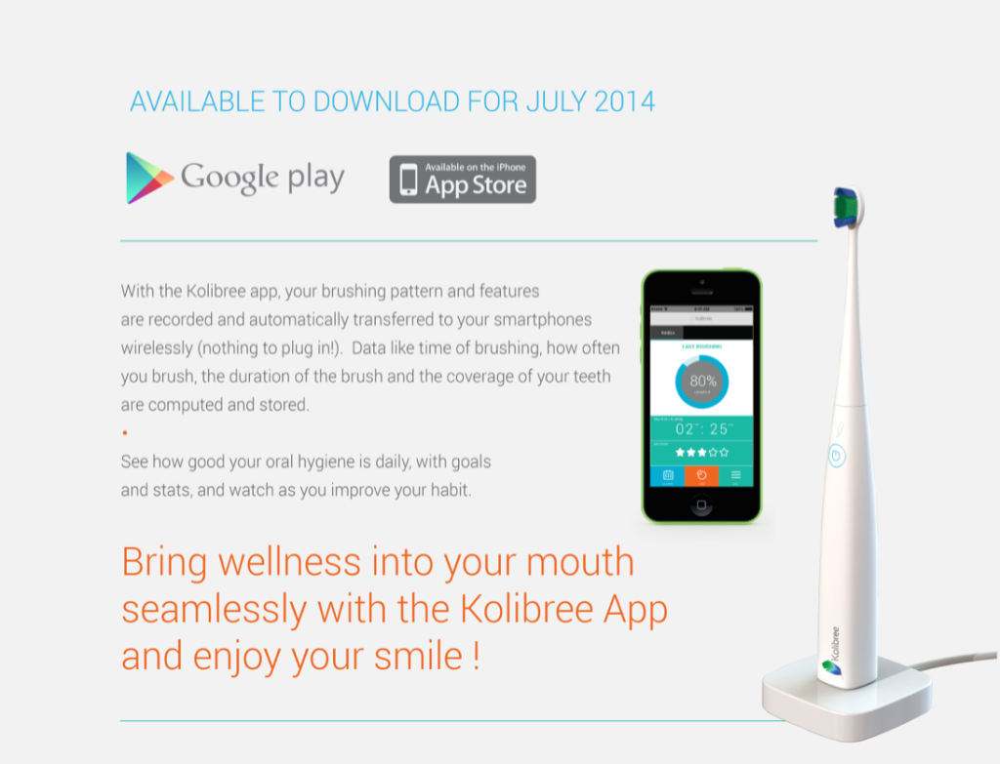 AVAILABLE TO DOWNLOAD FOR JULY 2014
Google play
Available on the iPhone
App Store
With the Kolibree app, your brushing pattern and features
are recorded and automatically transferred to your smartphones
wirelessly (nothing to plug in!).  Data like time of brushing, how often
you brush, the duration of the brush and the coverage of your teeth
are computed and stored.
See how good your oral hygiene is daily, with goals
and stats, and watch as you improve your habit.
Kolibree
LAST BRUSHING
80%
02 : 25
Bring wellness into your mouth
seamlessly with the Kolibree App
and enjoy your smile !
Kolibree